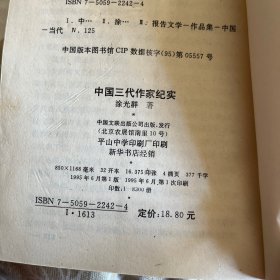 ISBN 7-5059-2242-4
Ⅰ.中… Ⅱ.涂… Ⅲ.报告文学-作品集-中国
-当代 Ⅳ.I25
中国版本图书馆CIP数据核字(95)第05557号
中国三代作家纪实
涂光群 著
中国文联出版公司出版、发行
(北京农展馆南里10号)
平山中学印刷厂印刷
新华书店经销
850×1168毫米 32开本 16.375印张 4插页 377千字
1995年6月第1版 1995年6月第1次印刷
印数:1—8300册
ISBN 7-5059-2242-4
I·1613 定价:18.80元